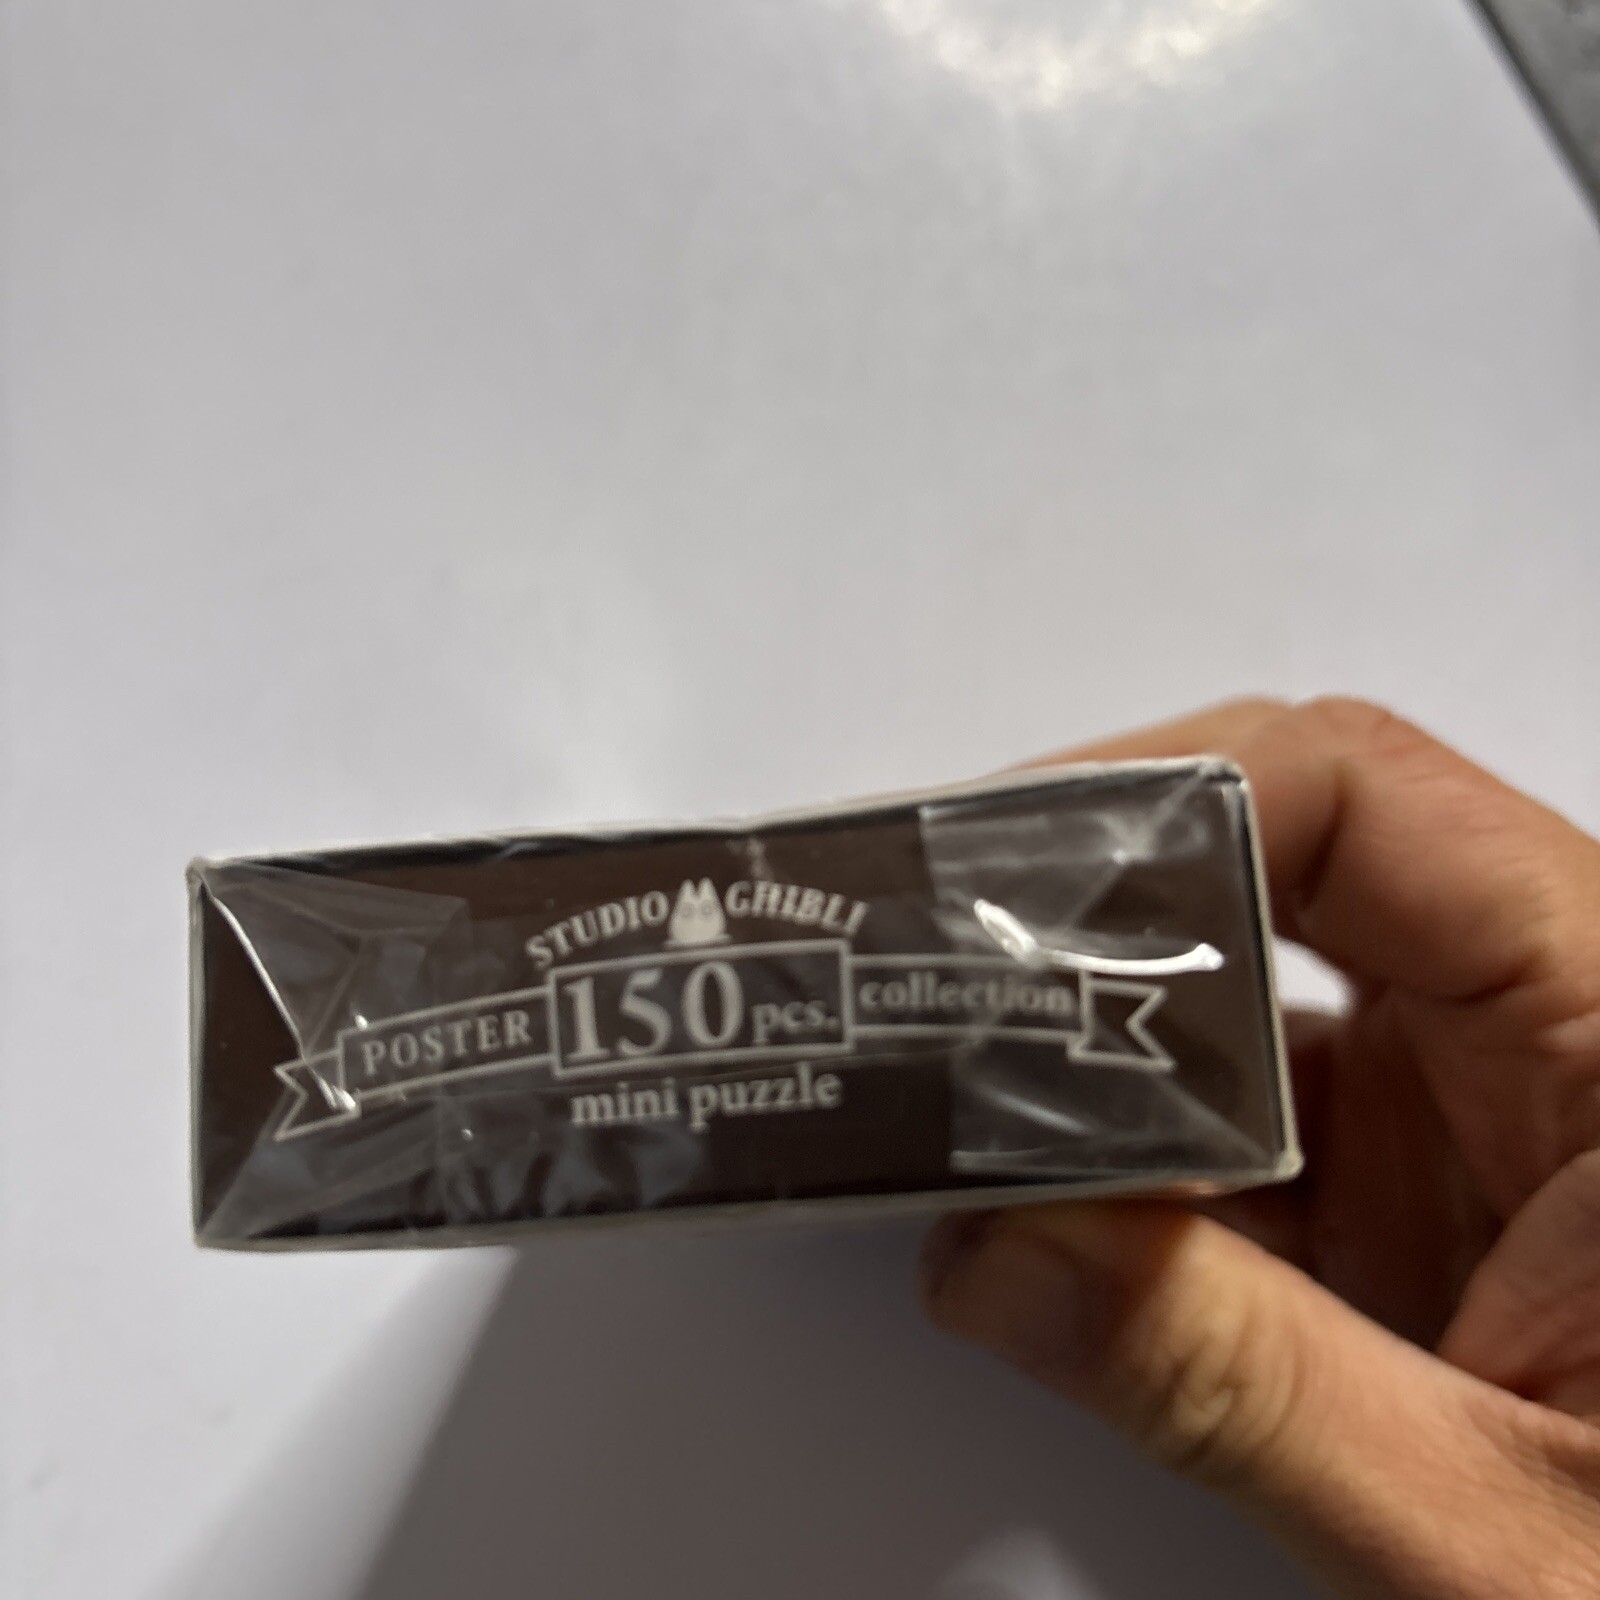 STUDIO GHIBLI
POSTER 150 pcs. collection
mini puzzle